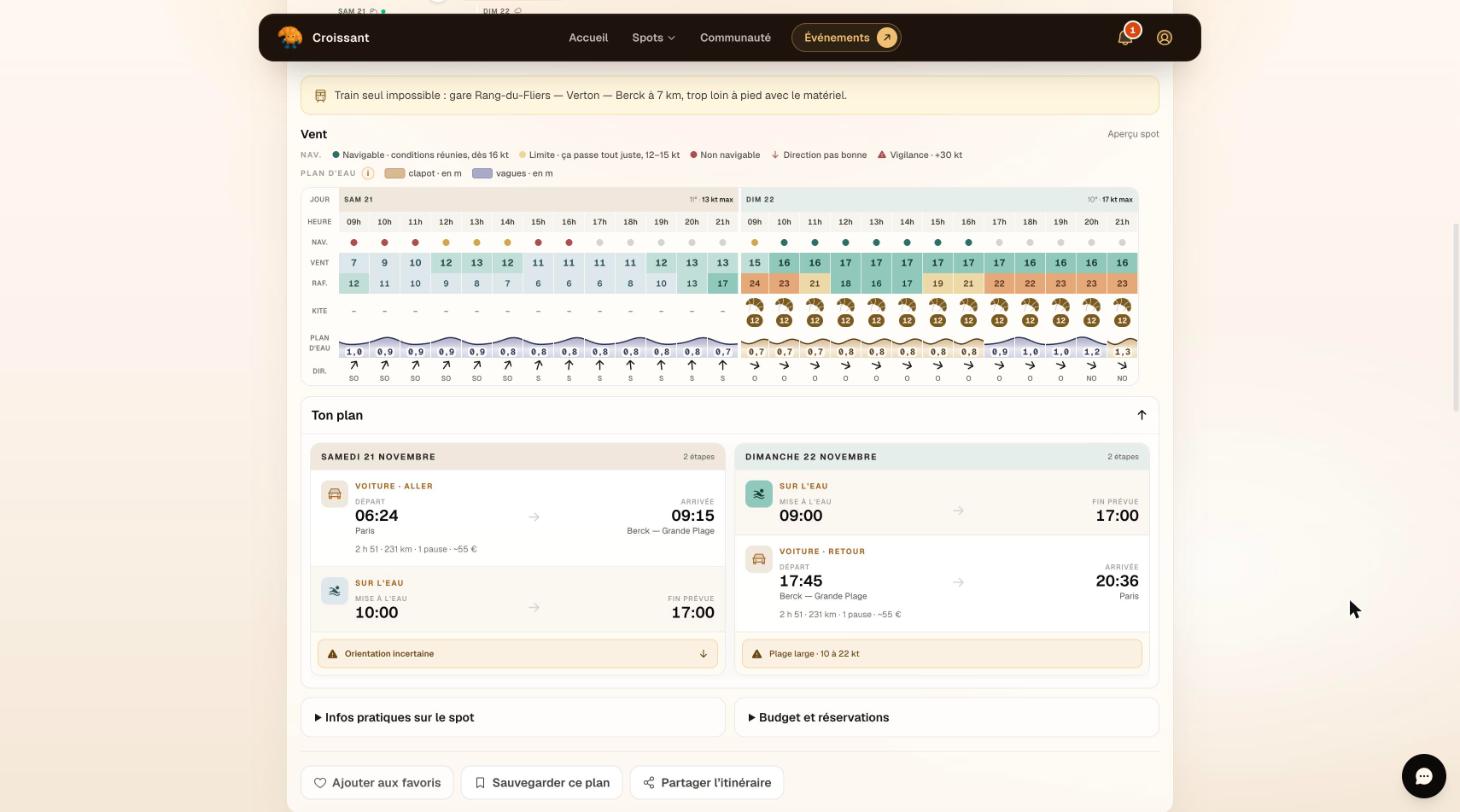 SAM 21
DIM 22
Croissant
Accueil
Spots
Communauté
Événements
1
Train seul impossible : gare Rang-du-Fliers — Verton — Berck à 7 km, trop loin à pied avec le matériel.
Vent
Aperçu spot
NAV. Navigable · conditions réunies, dès 16 kt Limite · ça passe tout juste, 12–15 kt Non navigable Direction pas bonne Vigilance · +30 kt
PLAN D'EAU i clapot · en m vagues · en m
JOUR SAM 21 11° · 13 kt max DIM 22 10° · 17 kt max
HEURE 09h 10h 11h 12h 13h 14h 15h 16h 17h 18h 19h 20h 21h 09h 10h 11h 12h 13h 14h 15h 16h 17h 18h 19h 20h 21h
NAV.
VENT 7 9 10 12 13 12 11 11 11 11 12 13 13 15 16 16 17 17 17 17 17 17 16 16 16 16
RAF. 12 11 10 9 8 7 6 6 6 8 10 13 17 24 23 21 18 16 17 19 21 22 22 23 23 23
KITE – – – – – – – – – – – – – 12 12 12 12 12 12 12 12 12 12 12 12 12
PLAN D'EAU 1,0 0,9 0,9 0,9 0,9 0,8 0,8 0,8 0,8 0,8 0,8 0,8 0,7 0,7 0,7 0,7 0,8 0,8 0,8 0,8 0,8 0,9 1,0 1,0 1,2 1,3
DIR. SO SO SO SO SO SO S S S S S S S O O O O O O O O O O O NO NO
Ton plan
SAMEDI 21 NOVEMBRE
2 étapes
VOITURE · ALLER
DÉPART
ARRIVÉE
06:24
09:15
Paris
Berck — Grande Plage
2 h 51 · 231 km · 1 pause · ~55 €
SUR L'EAU
MISE À L'EAU
FIN PRÉVUE
10:00
17:00
Orientation incertaine
DIMANCHE 22 NOVEMBRE
2 étapes
SUR L'EAU
MISE À L'EAU
FIN PRÉVUE
09:00
17:00
VOITURE · RETOUR
DÉPART
ARRIVÉE
17:45
20:36
Berck — Grande Plage
Paris
2 h 51 · 231 km · 1 pause · ~55 €
Plage large · 10 à 22 kt
Infos pratiques sur le spot
Budget et réservations
Ajouter aux favoris
Sauvegarder ce plan
Partager l'itinéraire